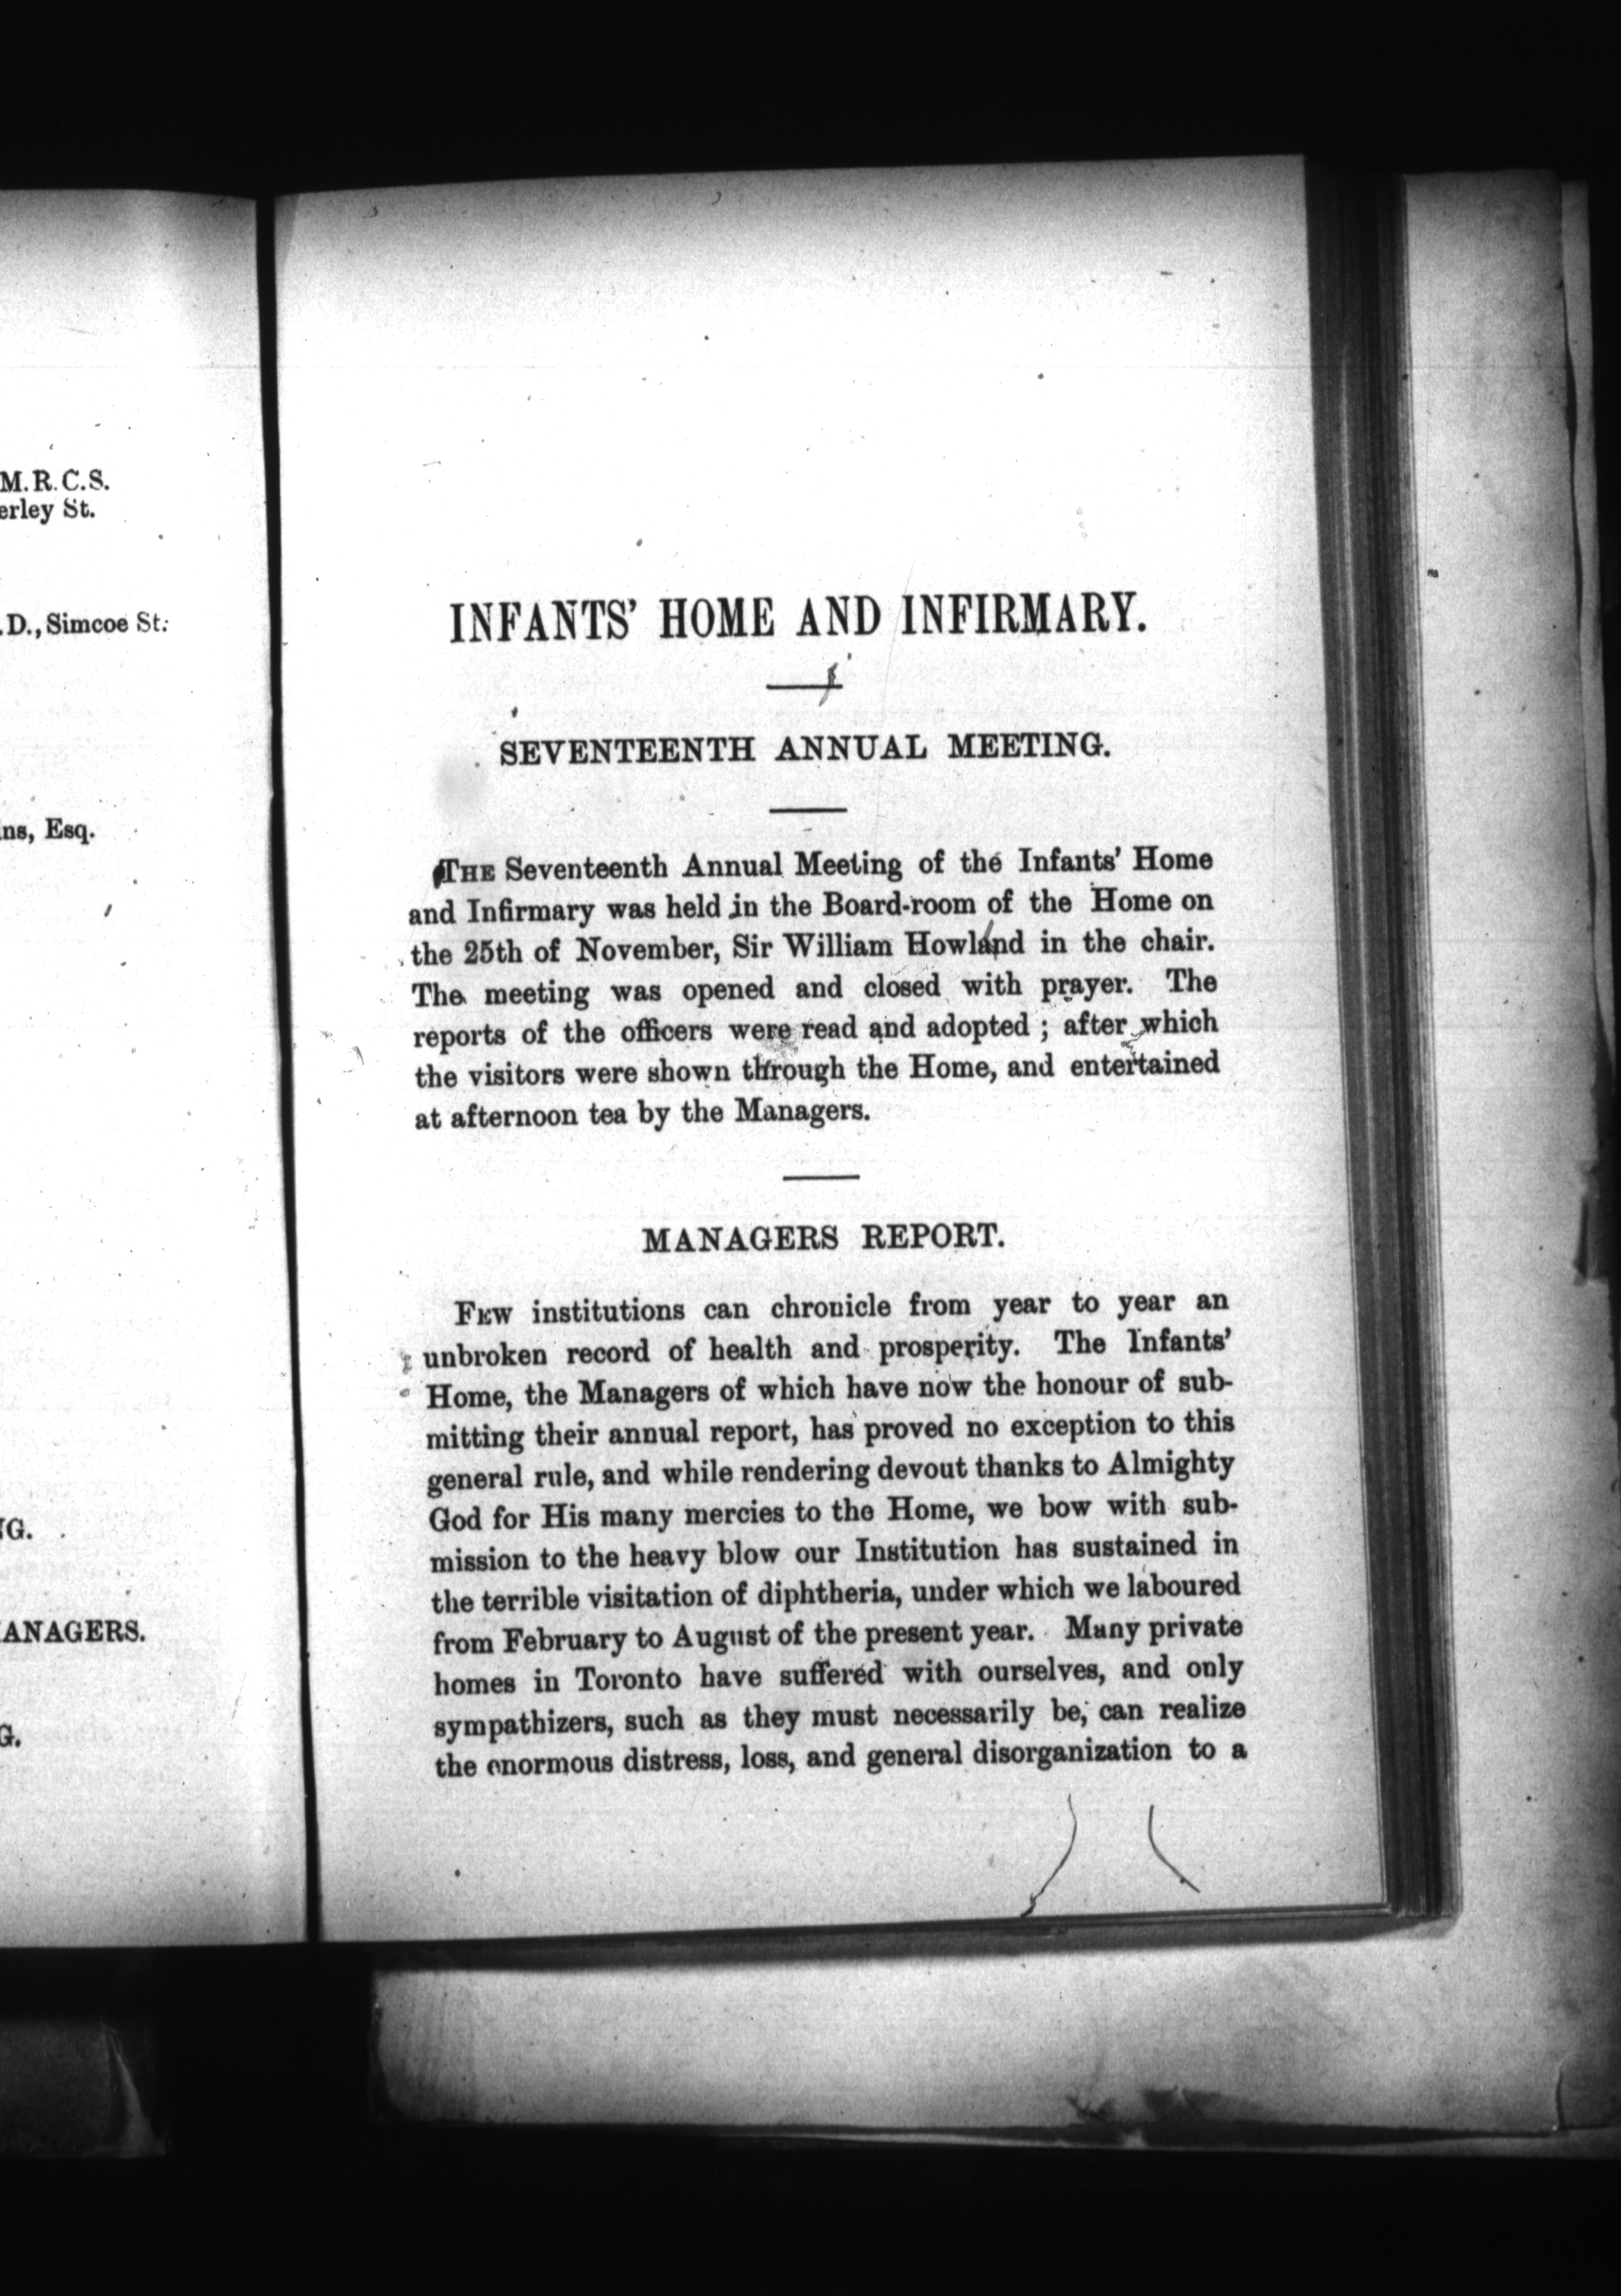 M.R.C.S.
St.
D., Simcoe St.
Esq.
INFANTS' HOME AND INFIRMARY.
SEVENTEENTH ANNUAL MEETING.
THE Seventeenth Annual Meeting of the Infants' Home
and Infirmary was held in the Board-room of the Home on
the 25th of November, Sir William Howland in the chair.
The meeting was opened and closed with prayer. The
reports of the officers were read and adopted ; after which
the visitors were shown through the Home, and entertained
at afternoon tea by the Managers.
MANAGERS REPORT.
FEW institutions can chronicle from year to year an
unbroken record of health and prosperity. The Infants'
Home, the Managers of which have now the honour of sub-
mitting their annual report, has proved no exception to this
general rule, and while rendering devout thanks to Almighty
God for His many mercies to the Home, we bow with sub-
mission to the heavy blow our Institution has sustained in
the terrible visitation of diphtheria, under which we laboured
from February to August of the present year. Many private
homes in Toronto have suffered with ourselves, and only
sympathizers, such as they must necessarily be, can realize
the enormous distress, loss, and general disorganization to a